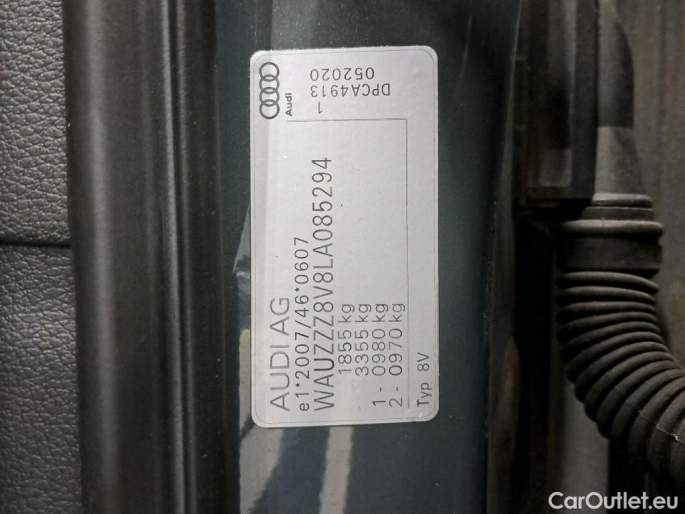 AUDI AG
e1*2007/46*0607
WAUZZZ8V8LA085294
1855 kg
3355 kg
1 - 0980 kg
2 - 0970 kg
Typ 8V
Audi
1
DPCA4913
052020
CarOutlet.eu